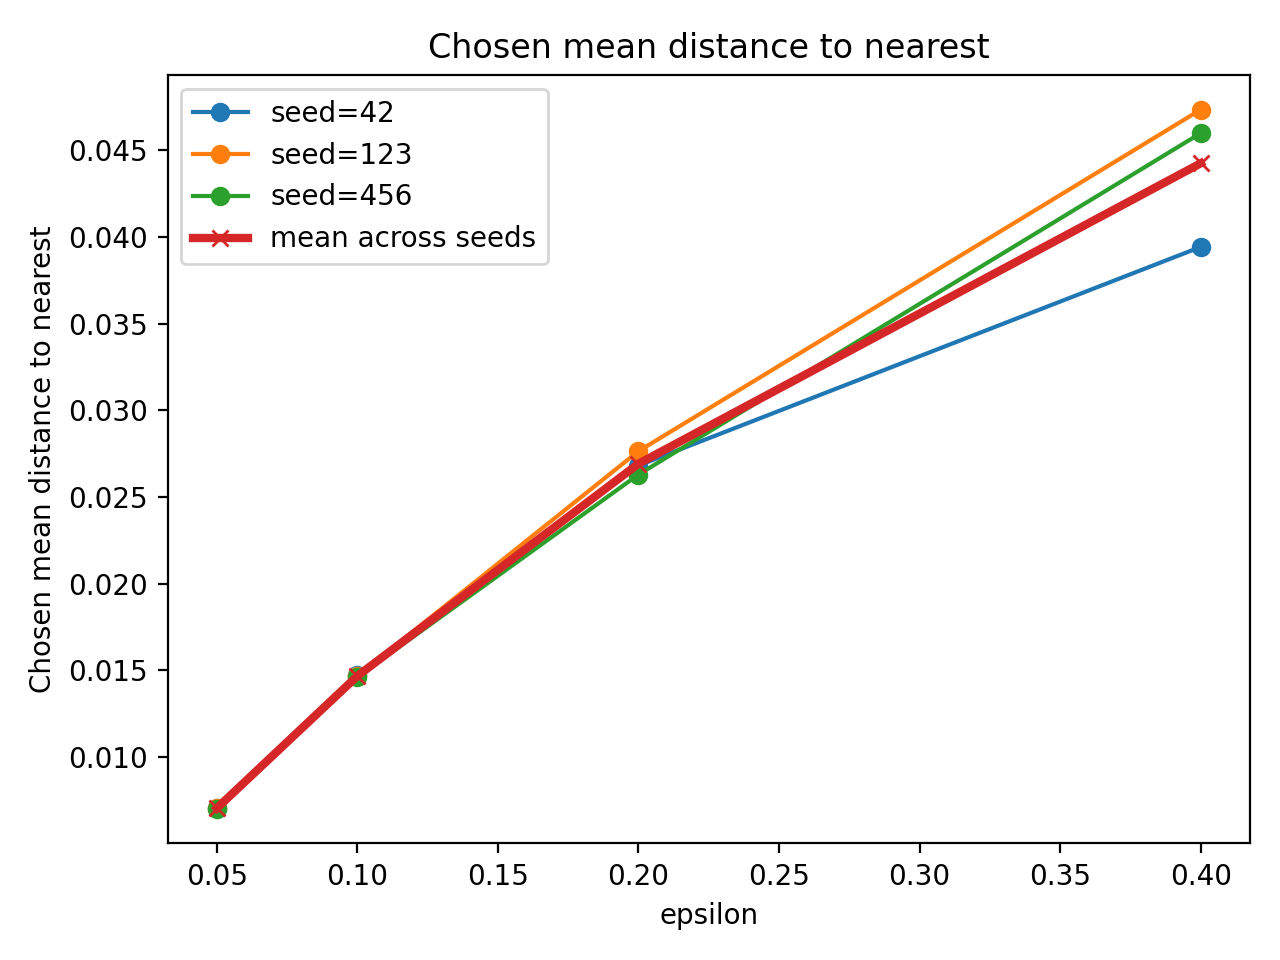 Chosen mean distance to nearest
seed=42
seed=123
seed=456
mean across seeds
Chosen mean distance to nearest
0.045
0.040
0.035
0.030
0.025
0.020
0.015
0.010
0.05 0.10 0.15 0.20 0.25 0.30 0.35 0.40
epsilon